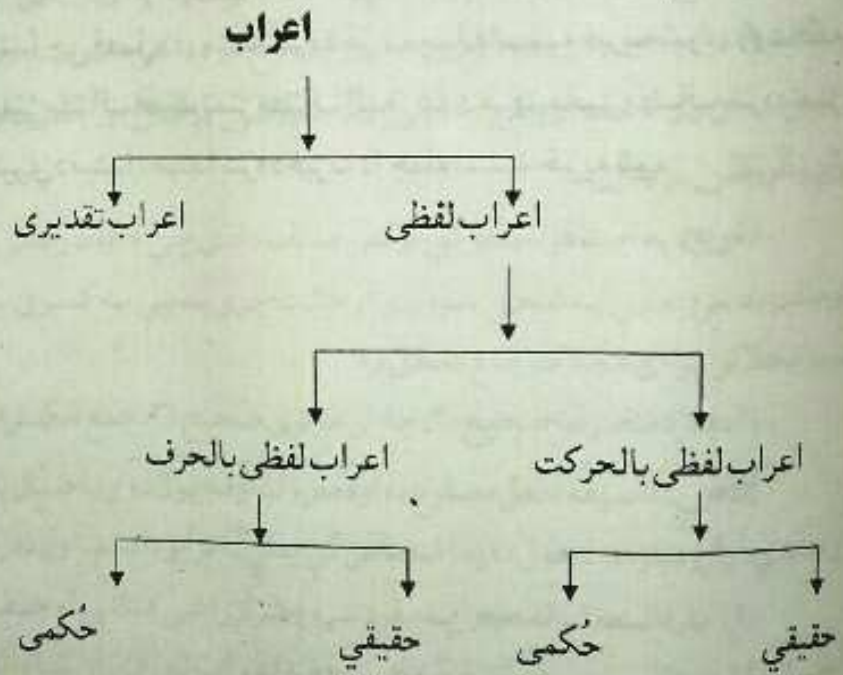 اعراب
اعراب لفظی اعراب تقدیری
اعراب لفظی بالحرکت اعراب لفظی بالحرف
حقیقي حُکمی حقیقي حُکمی